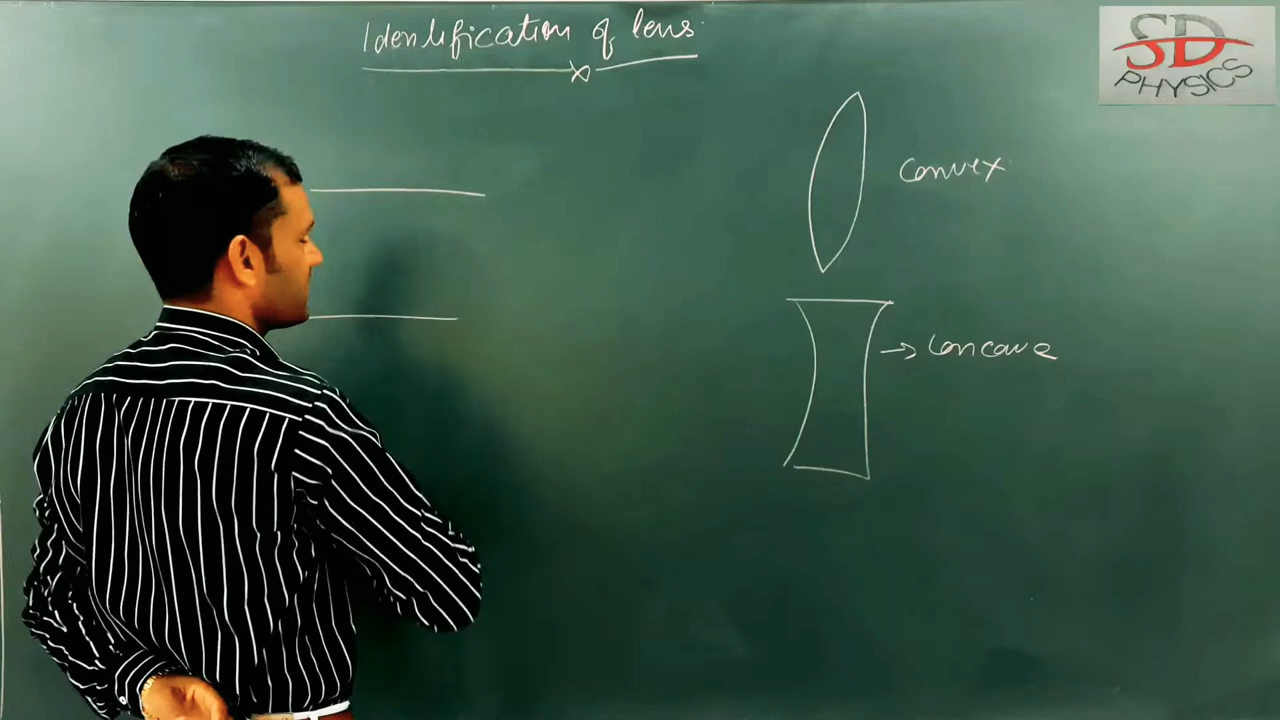 Identification of lens.
SD
PHYSICS
Convex
→ Concave